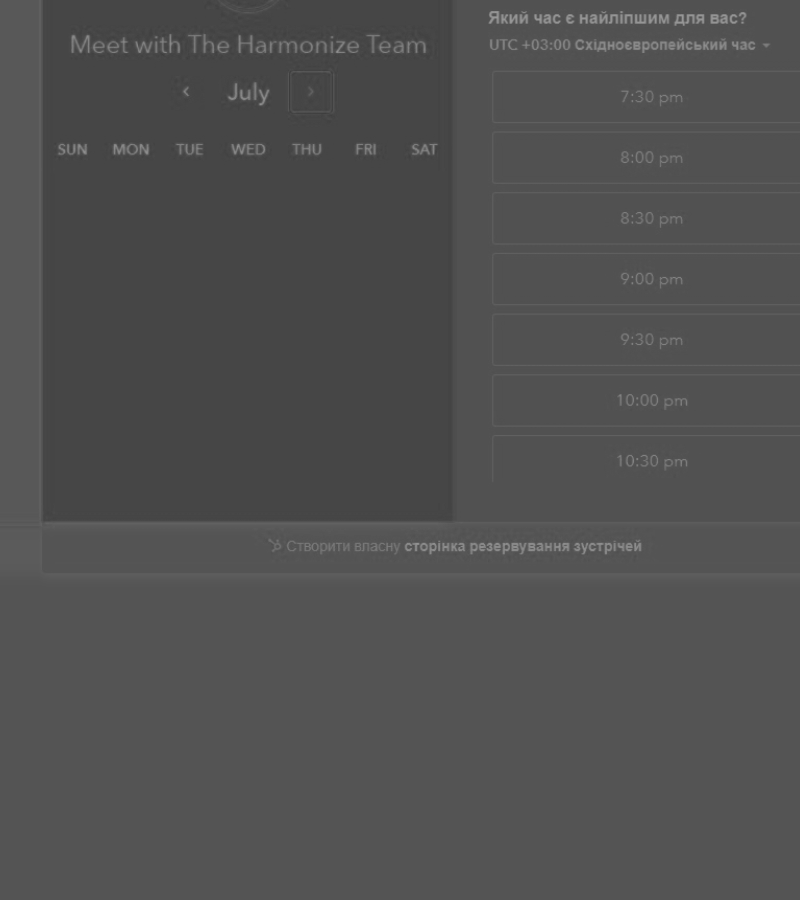 Meet with The Harmonize Team
July
SUN MON TUE WED THU FRI SAT
Який час є найліпшим для вас?
UTC +03:00 Східноєвропейський час
7:30 pm
8:00 pm
8:30 pm
9:00 pm
9:30 pm
10:00 pm
10:30 pm
Створити власну сторінка резервування зустрічей